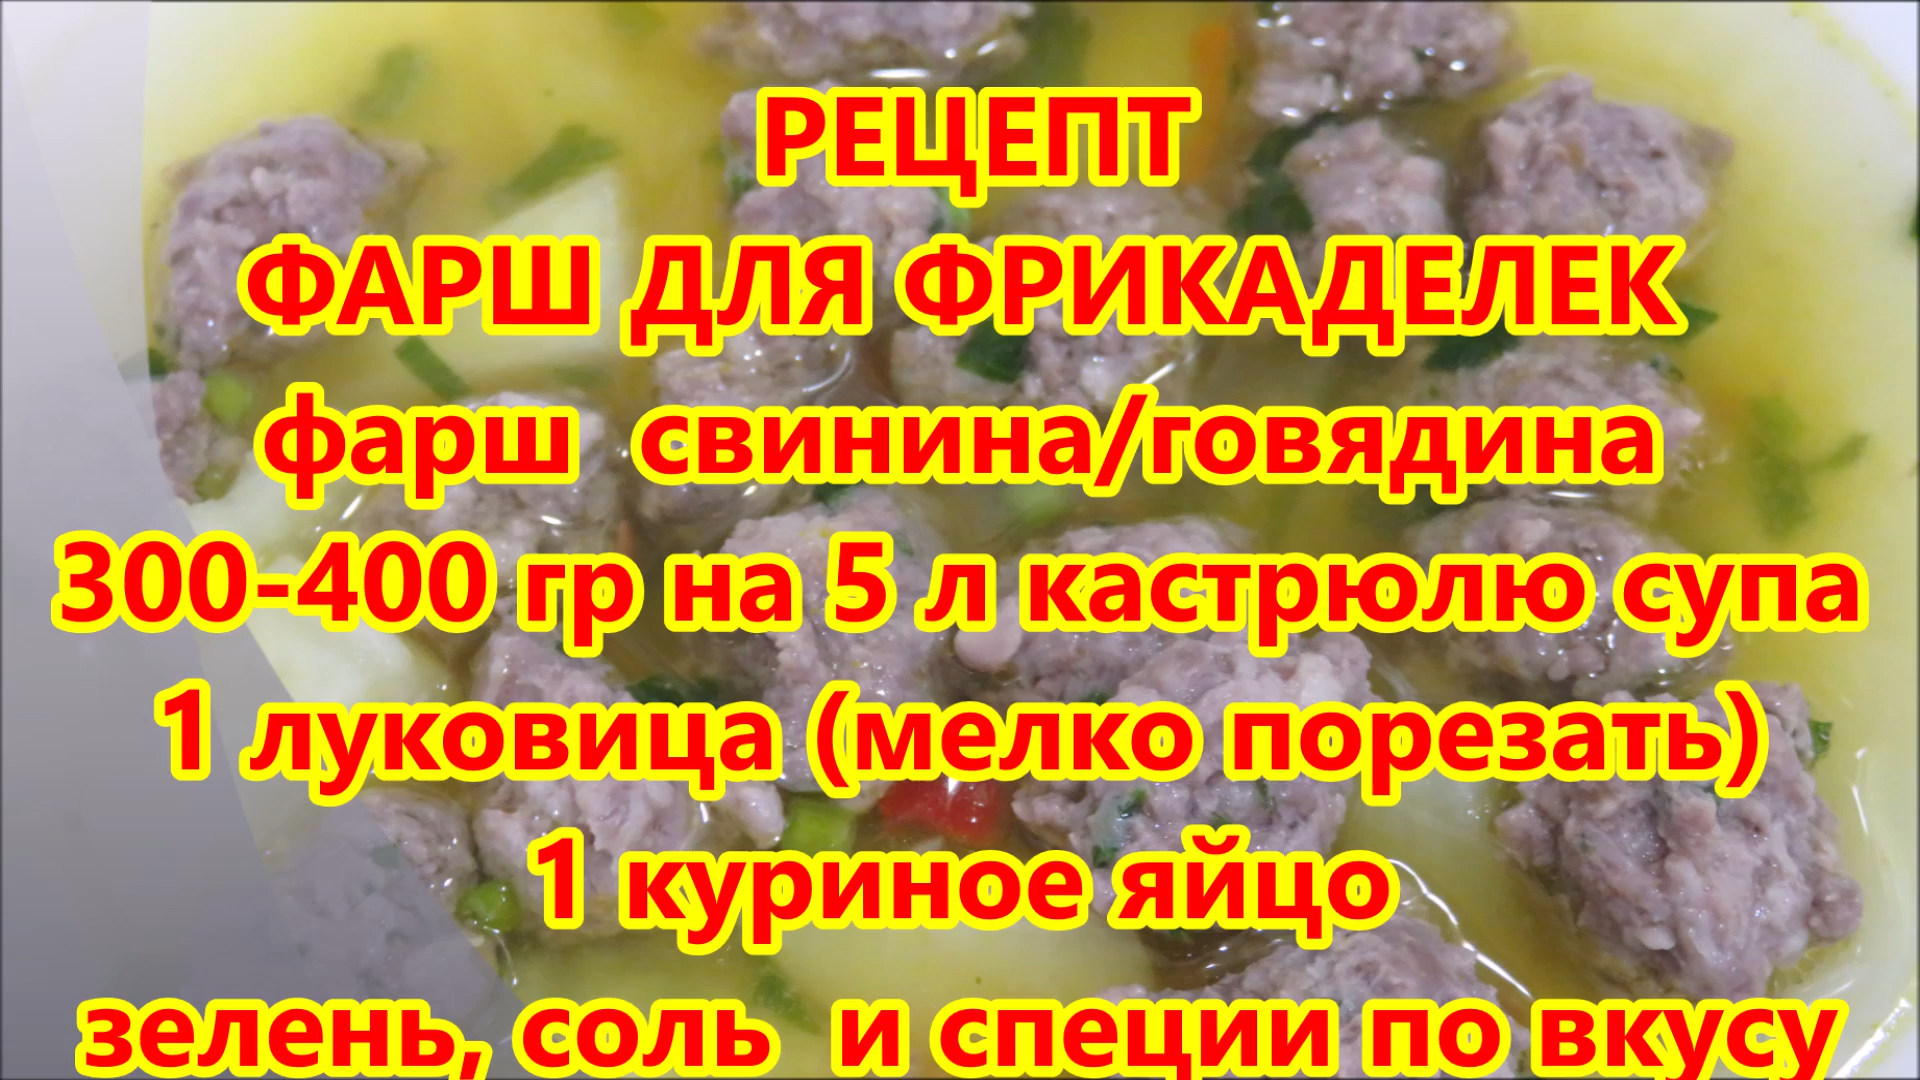 РЕЦЕПТ
ФАРШ ДЛЯ ФРИКАДЕЛЕК
фарш свинина/говядина
300-400 гр на 5 л кастрюлю супа
1 луковица (мелко порезать)
1 куриное яйцо
зелень, соль и специи по вкусу